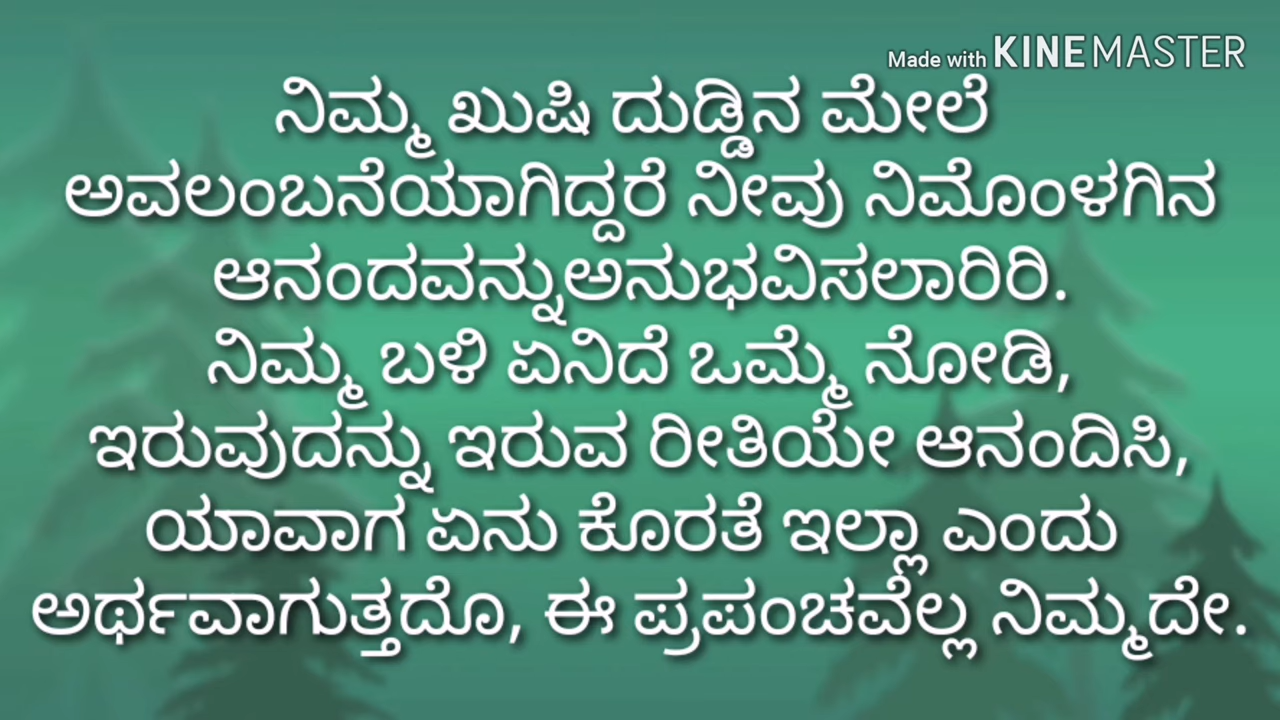 Made with KINEMASTER
ನಿಮ್ಮ ಖುಷಿ ದುಡ್ಡಿನ ಮೇಲೆ
ಅವಲಂಬನೆಯಾಗಿದ್ದರೆ ನೀವು ನಿಮೊಂಳಗಿನ
ಆನಂದವನ್ನುಅನುಭವಿಸಲಾರಿರಿ.
ನಿಮ್ಮ ಬಳಿ ಏನಿದೆ ಒಮ್ಮೆ ನೋಡಿ,
ಇರುವುದನ್ನು ಇರುವ ರೀತಿಯೇ ಆನಂದಿಸಿ,
ಯಾವಾಗ ಏನು ಕೊರತೆ ಇಲ್ಲಾ ಎಂದು
ಅರ್ಥವಾಗುತ್ತದೊ, ಈ ಪ್ರಪಂಚವೆಲ್ಲ ನಿಮ್ಮದೇ.